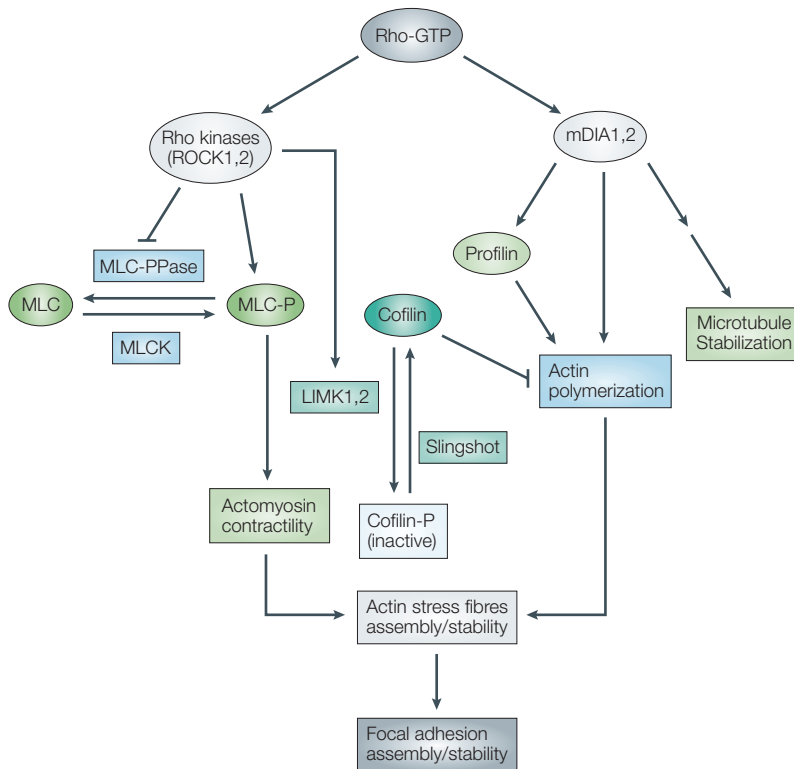 Rho-GTP
Rho kinases
(ROCK1,2)
mDIA1,2
MLC-PPase
Profilin
MLC
MLC-P
Cofilin
Microtubule
Stabilization
MLCK
Actin
polymerization
LIMK1,2
Slingshot
Actomyosin
contractility
Cofilin-P
(inactive)
Actin stress fibres
assembly/stability
Focal adhesion
assembly/stability